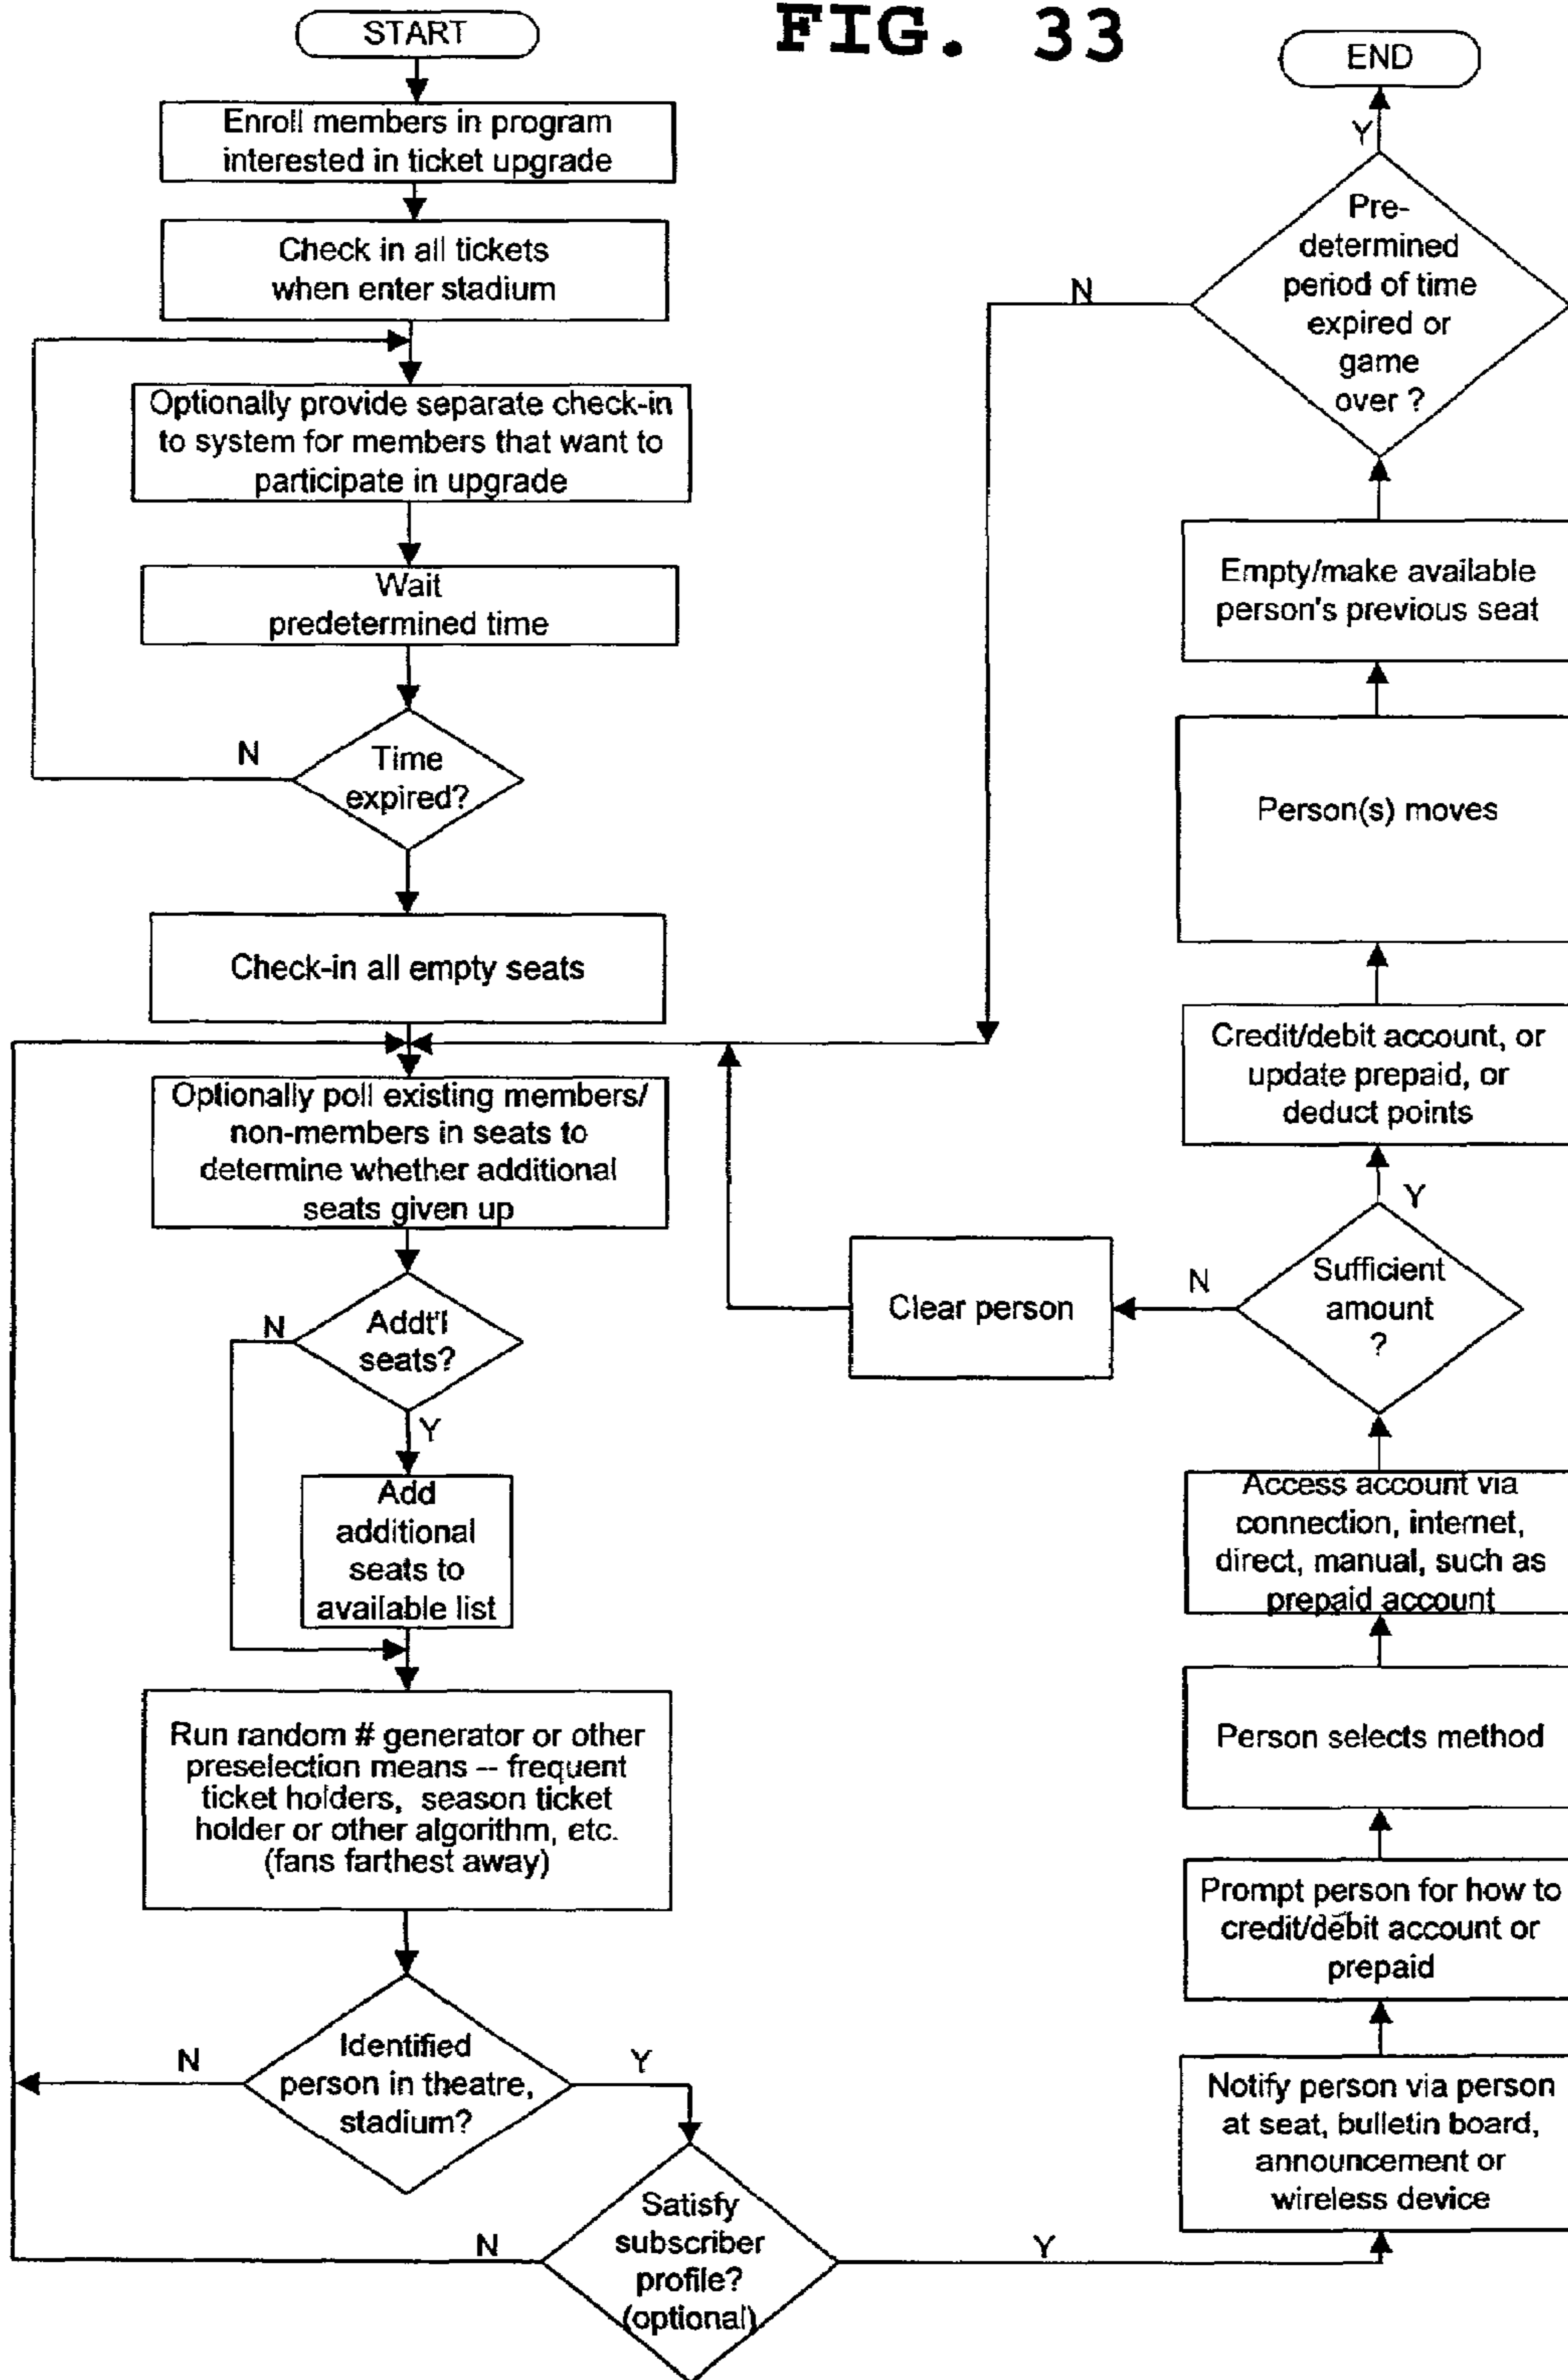 FIG. 33
START
Enroll members in program
interested in ticket upgrade
Check in all tickets
when enter stadium
Optionally provide separate check-in
to system for members that want to
participate in upgrade
Wait
predetermined time
Time
expired?
N
Check-in all empty seats
Optionally poll existing members/
non-members in seats to
determine whether additional
seats given up
Addt'l
seats?
N
Y
Add
additional
seats to
available list
Run random # generator or other
preselection means -- frequent
ticket holders, season ticket
holder or other algorithm, etc.
(fans farthest away)
Identified
person in theatre,
stadium?
N
Y
Satisfy
subscriber
profile?
(optional)
N
Y
Notify person via person
at seat, bulletin board,
announcement or
wireless device
Prompt person for how to
credit/debit account or
prepaid
Person selects method
Access account via
connection, internet,
direct, manual, such as
prepaid account
Sufficient
amount
?
N
Clear person
Y
Credit/debit account, or
update prepaid, or
deduct points
Person(s) moves
Empty/make available
person's previous seat
Pre-
determined
period of time
expired or
game
over ?
N
Y
END